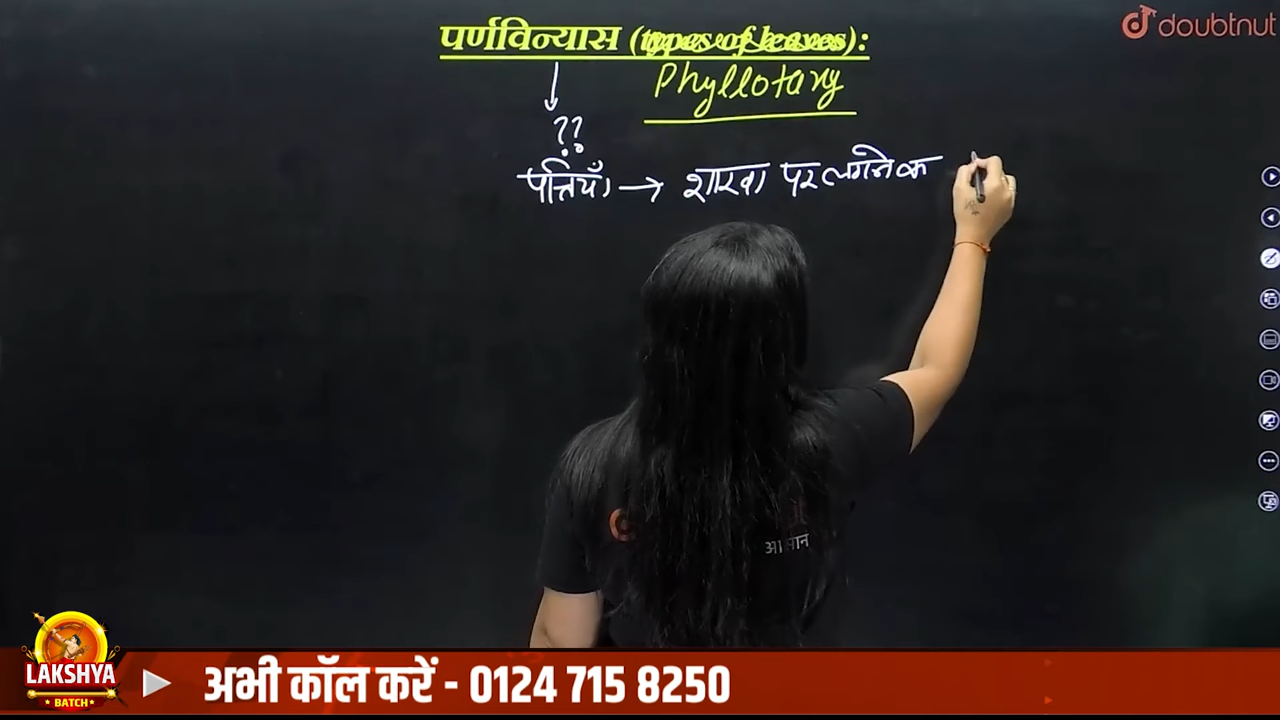 doubtnut
पर्णविन्यास (types of leaves):
Phyllotaxy
??
पत्तियाँ → शाखा पर लगने क
आसान
LAKSHYA
BATCH
अभी कॉल करें - 0124 715 8250